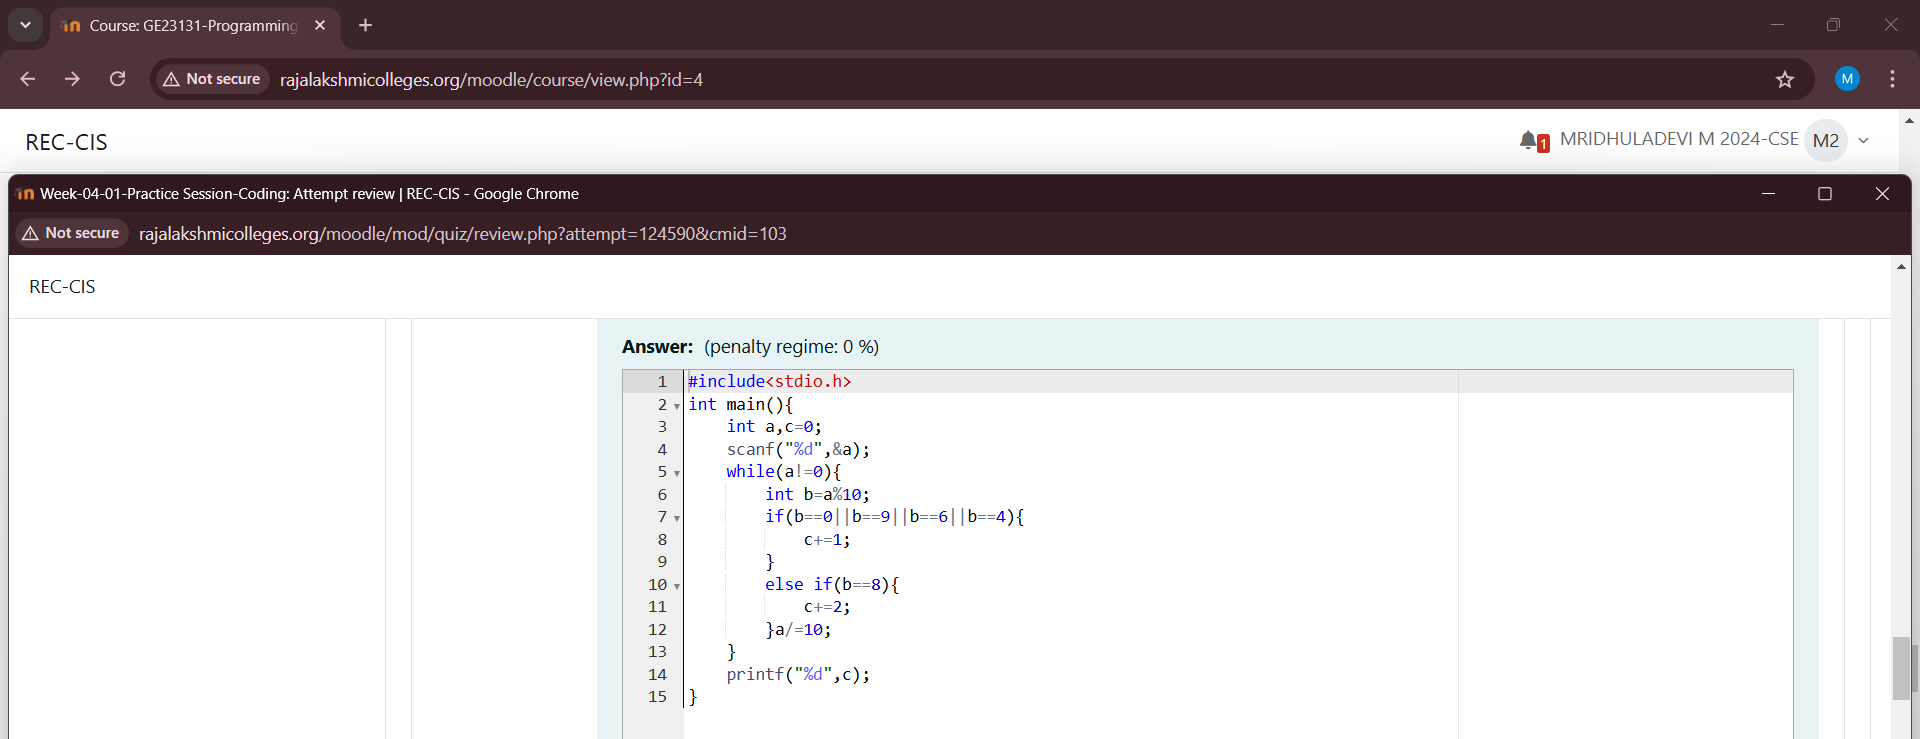 Course: GE23131-Programming
Not secure rajalakshmicolleges.org/moodle/course/view.php?id=4 M
REC-CIS 1 MRIDHULADEVI M 2024-CSE M2
Week-04-01-Practice Session-Coding: Attempt review | REC-CIS - Google Chrome
Not secure rajalakshmicolleges.org/moodle/mod/quiz/review.php?attempt=124590&cmid=103
REC-CIS
Answer: (penalty regime: 0 %)
1 #include<stdio.h>
2 int main(){
3 int a,c=0;
4 scanf("%d",&a);
5 while(a!=0){
6 int b=a%10;
7 if(b==0||b==9||b==6||b==4){
8 c+=1;
9 }
10 else if(b==8){
11 c+=2;
12 }a/=10;
13 }
14 printf("%d",c);
15 }